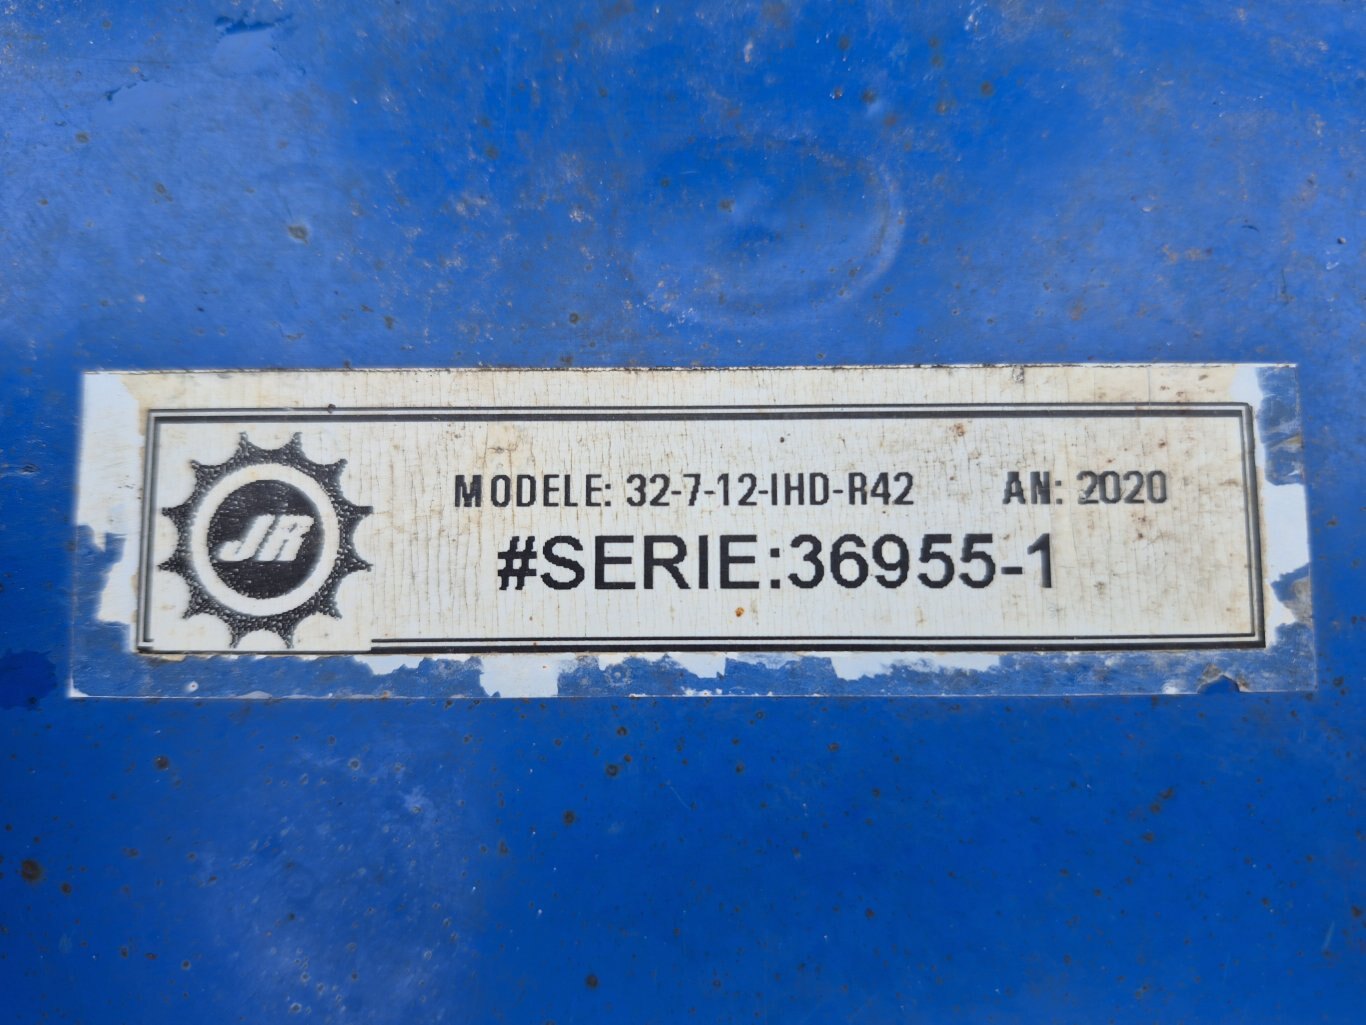 JR
MODELE: 32-7-12-IHD-R42 AN: 2020
#SERIE:36955-1